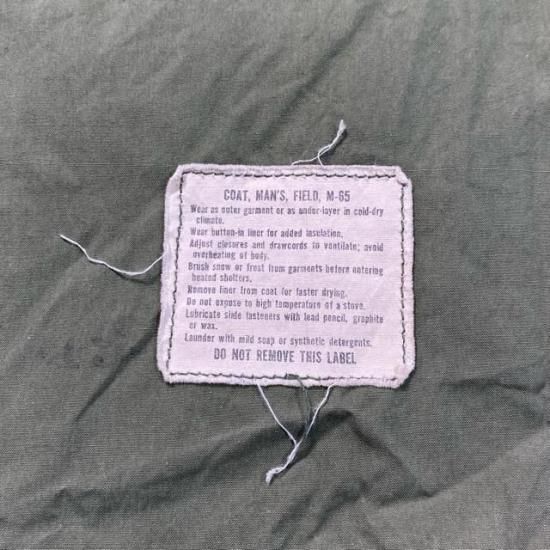 COAT, MAN'S, FIELD, M-65
Wear as outer garment or as under-layer in cold-dry
climate.
Wear button-in liner for added insulation.
Adjust closures and drawcords to ventilate; avoid
overheating of body.
Brush snow or frost from garments before entering
heated shelters.
Remove liner from coat for faster drying.
Do not expose to high temperature of a stove.
Lubricate slide fasteners with lead pencil, graphite
or wax.
Launder with mild soap or synthetic detergents.
DO NOT REMOVE THIS LABEL